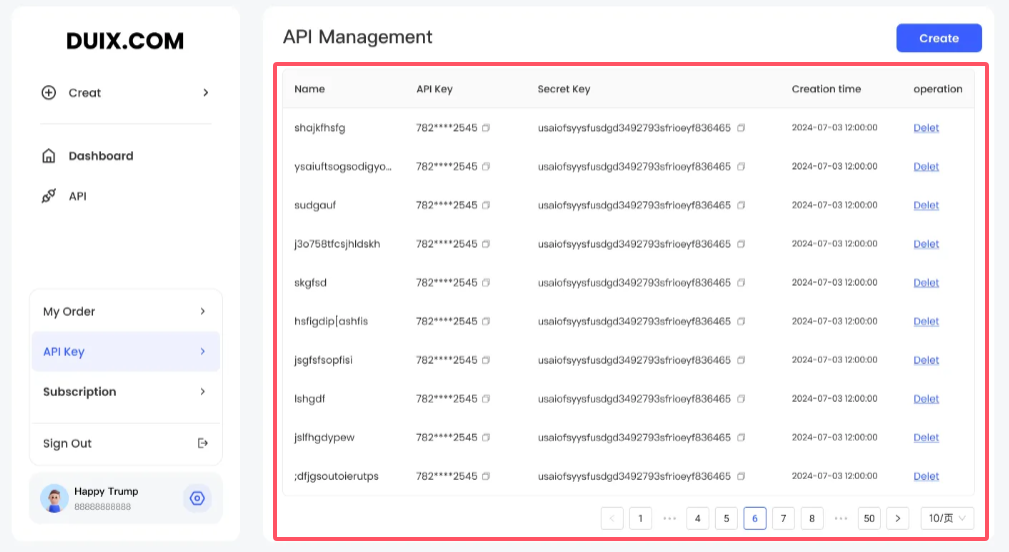 DUIX.COM
Creat
Dashboard
API
My Order
API Key
Subscription
Sign Out
Happy Trump
88888888888
API Management
Create
Name API Key Secret Key Creation time operation
shajkfhsfg 782****2545 usaiofsyysfusdgd3492793sfrioeyf836465 2024-07-03 12:00:00 Delet
ysaiuftsogsodigyo... 782****2545 usaiofsyysfusdgd3492793sfrioeyf836465 2024-07-03 12:00:00 Delet
sudgauf 782****2545 usaiofsyysfusdgd3492793sfrioeyf836465 2024-07-03 12:00:00 Delet
j3o758tfcsjhldskh 782****2545 usaiofsyysfusdgd3492793sfrioeyf836465 2024-07-03 12:00:00 Delet
skgfsd 782****2545 usaiofsyysfusdgd3492793sfrioeyf836465 2024-07-03 12:00:00 Delet
hsfigdip|ashfis 782****2545 usaiofsyysfusdgd3492793sfrioeyf836465 2024-07-03 12:00:00 Delet
jsgfsfsopfisi 782****2545 usaiofsyysfusdgd3492793sfrioeyf836465 2024-07-03 12:00:00 Delet
lshgdf 782****2545 usaiofsyysfusdgd3492793sfrioeyf836465 2024-07-03 12:00:00 Delet
jslfhgdypew 782****2545 usaiofsyysfusdgd3492793sfrioeyf836465 2024-07-03 12:00:00 Delet
;dfjgsoutoierutps 782****2545 usaiofsyysfusdgd3492793sfrioeyf836465 2024-07-03 12:00:00 Delet
< 1 ••• 4 5 6 7 8 ••• 50 > 10/页